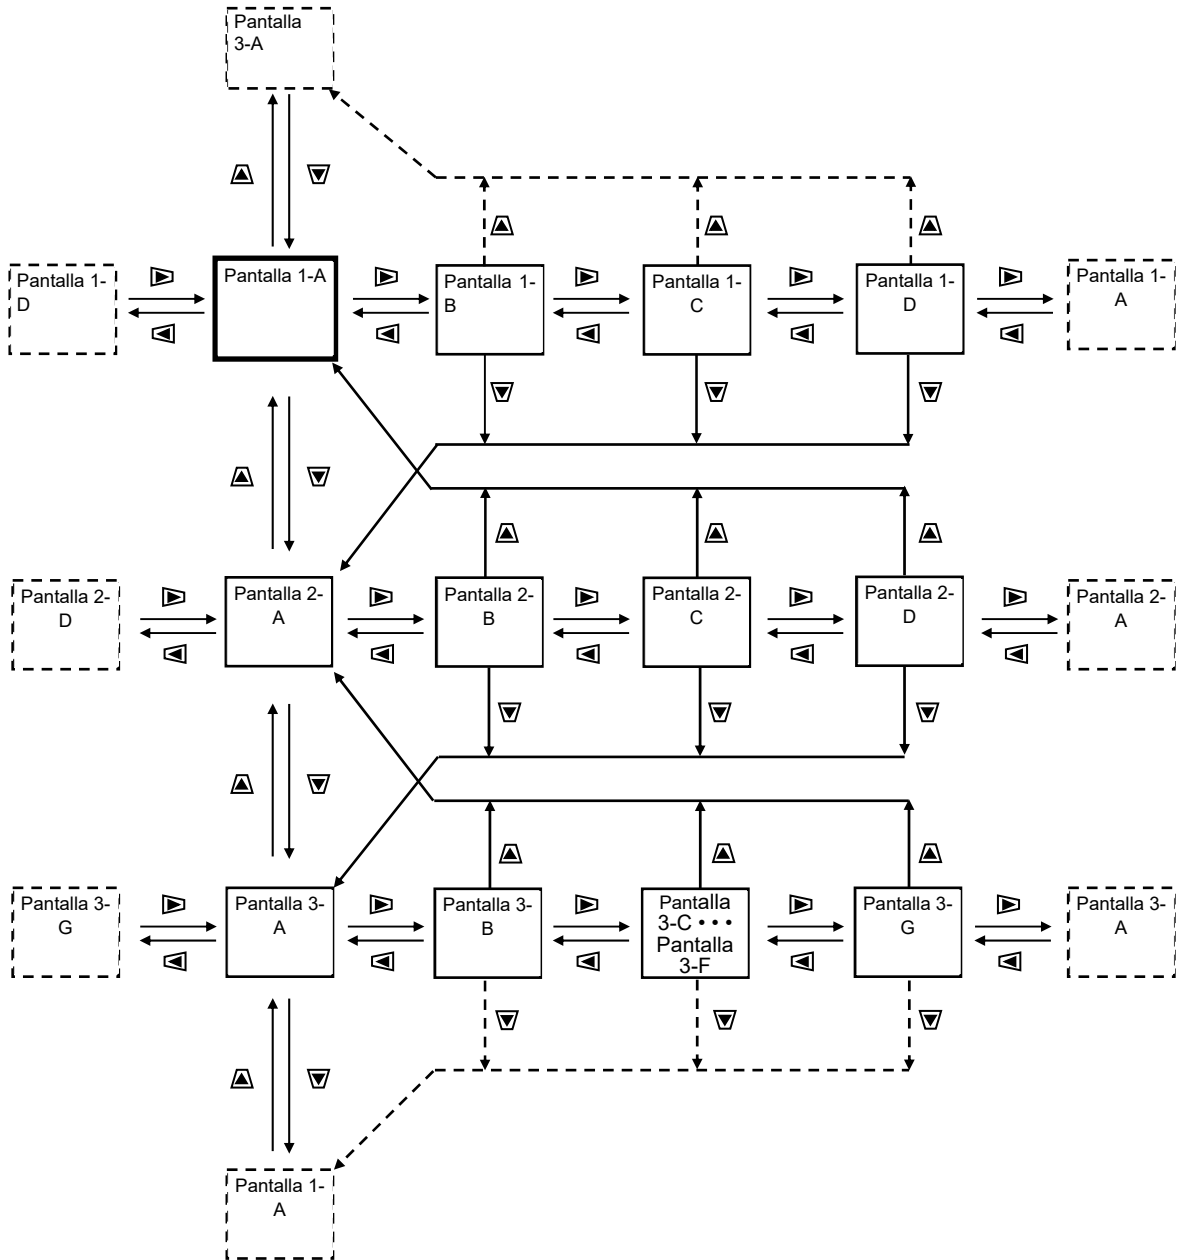 Pantalla
3-A
Pantalla 1-
D
Pantalla 1-A
Pantalla 1-
B
Pantalla 1-
C
Pantalla 1-
D
Pantalla 1-
A
Pantalla 2-
D
Pantalla 2-
A
Pantalla 2-
B
Pantalla 2-
C
Pantalla 2-
D
Pantalla 2-
A
Pantalla 3-
G
Pantalla 3-
A
Pantalla 3-
B
Pantalla
3-C • • •
Pantalla
3-F
Pantalla 3-
G
Pantalla 3-
A
Pantalla 1-
A